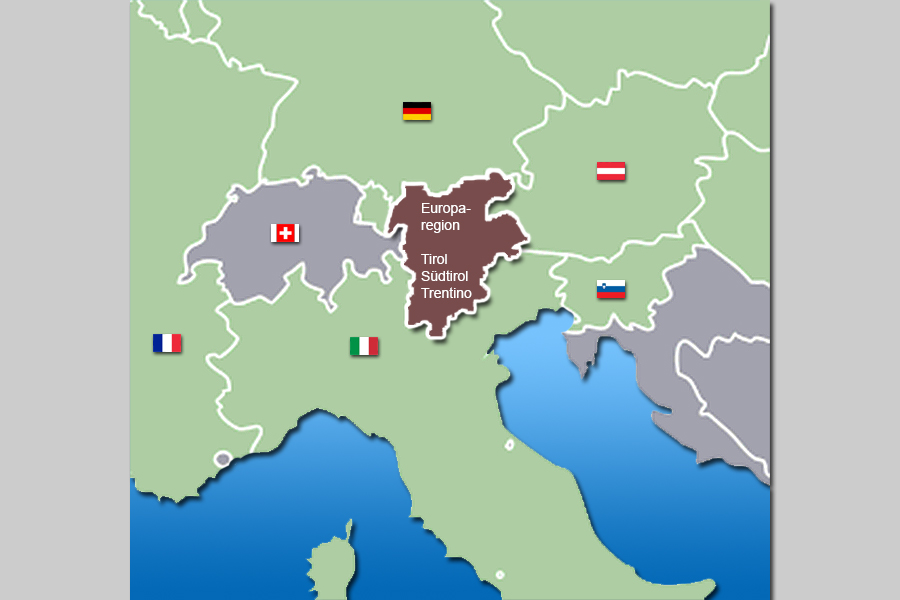 Europa-
region
Tirol
Südtirol
Trentino